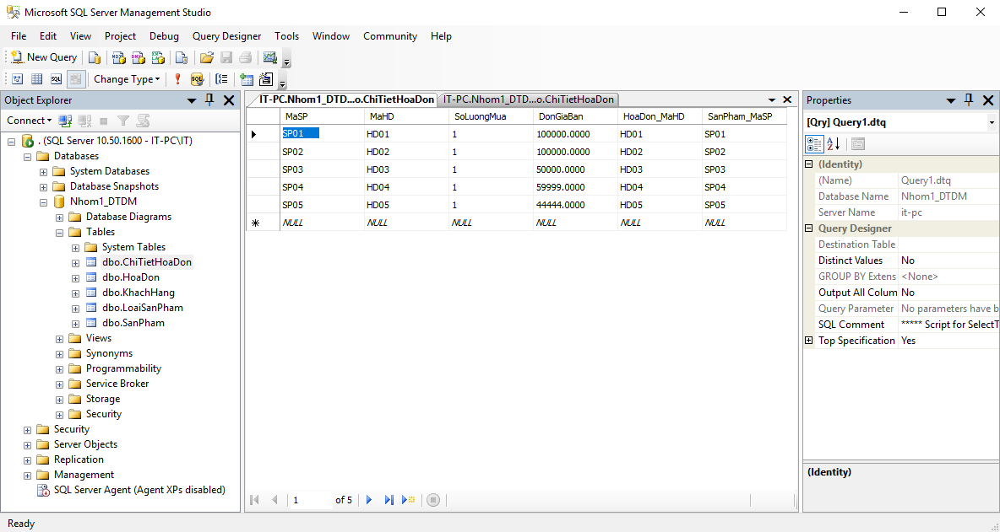 Microsoft SQL Server Management Studio
File Edit View Project Debug Query Designer Tools Window Community Help
New Query
Change Type
Object Explorer
Connect
. (SQL Server 10.50.1600 - IT-PC\IT)
Databases
System Databases
Database Snapshots
Nhom1_DTDM
Database Diagrams
Tables
System Tables
dbo.ChiTietHoaDon
dbo.HoaDon
dbo.KhachHang
dbo.LoaiSanPham
dbo.SanPham
Views
Synonyms
Programmability
Service Broker
Storage
Security
Security
Server Objects
Replication
Management
SQL Server Agent (Agent XPs disabled)
IT-PC.Nhom1_DTD...o.ChiTietHoaDon IT-PC.Nhom1_DTD...o.ChiTietHoaDon
MaSP MaHD SoLuongMua DonGiaBan HoaDon_MaHD SanPham_MaSP
SP01 HD01 1 100000.0000 HD01 SP01
SP02 HD02 1 100000.0000 HD02 SP02
SP03 HD03 1 50000.0000 HD03 SP03
SP04 HD04 1 59999.0000 HD04 SP04
SP05 HD05 1 44444.0000 HD05 SP05
NULL NULL NULL NULL NULL NULL
1 of 5
Properties
[Qry] Query1.dtq
(Identity)
(Name) Query1.dtq
Database Name Nhom1_DTDM
Server Name it-pc
Query Designer
Destination Table
Distinct Values No
GROUP BY Extens <None>
Output All Colum No
Query Parameter No parameters have b
SQL Comment ***** Script for SelectT
Top Specification Yes
(Identity)
Ready